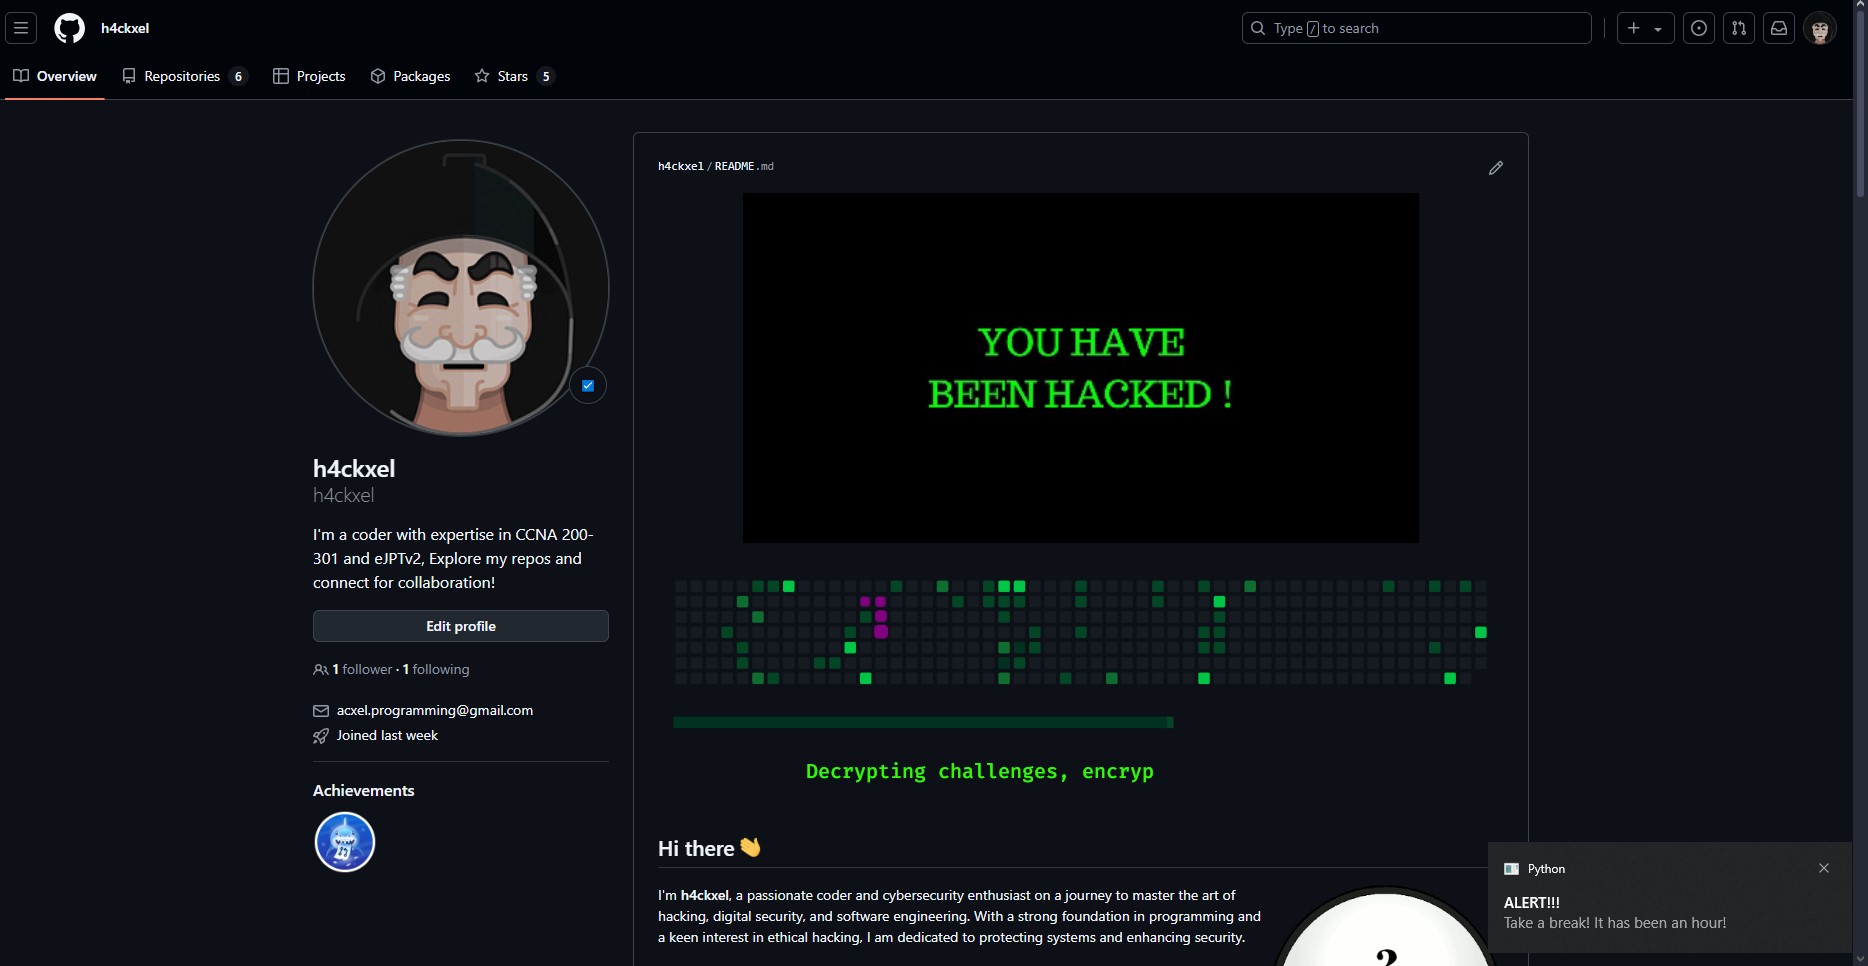 h4ckxel
Type / to search
Overview
Repositories 6
Projects
Packages
Stars 5
h4ckxel/README.md
YOU HAVE
BEEN HACKED !
h4ckxel
h4ckxel
I'm a coder with expertise in CCNA 200-
301 and eJPTv2, Explore my repos and
connect for collaboration!
Edit profile
1 follower · 1 following
acxel.programming@gmail.com
Joined last week
Achievements
Decrypting challenges, encryp
Hi there
I'm h4ckxel, a passionate coder and cybersecurity enthusiast on a journey to master the art of
hacking, digital security, and software engineering. With a strong foundation in programming and
a keen interest in ethical hacking, I am dedicated to protecting systems and enhancing security.
?
Python
ALERT!!!
Take a break! It has been an hour!